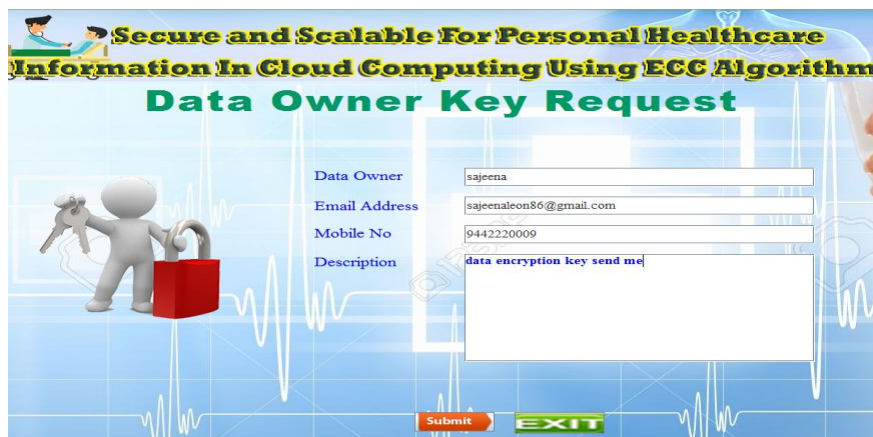 Secure and Scalable For Personal Healthcare
Information In Cloud Computing Using ECC Algorithm
Data Owner Key Request
Data Owner sajeena
Email Address sajeenaleon86@gmail.com
Mobile No 9442220009
Description data encryption key send me
Submit EXIT